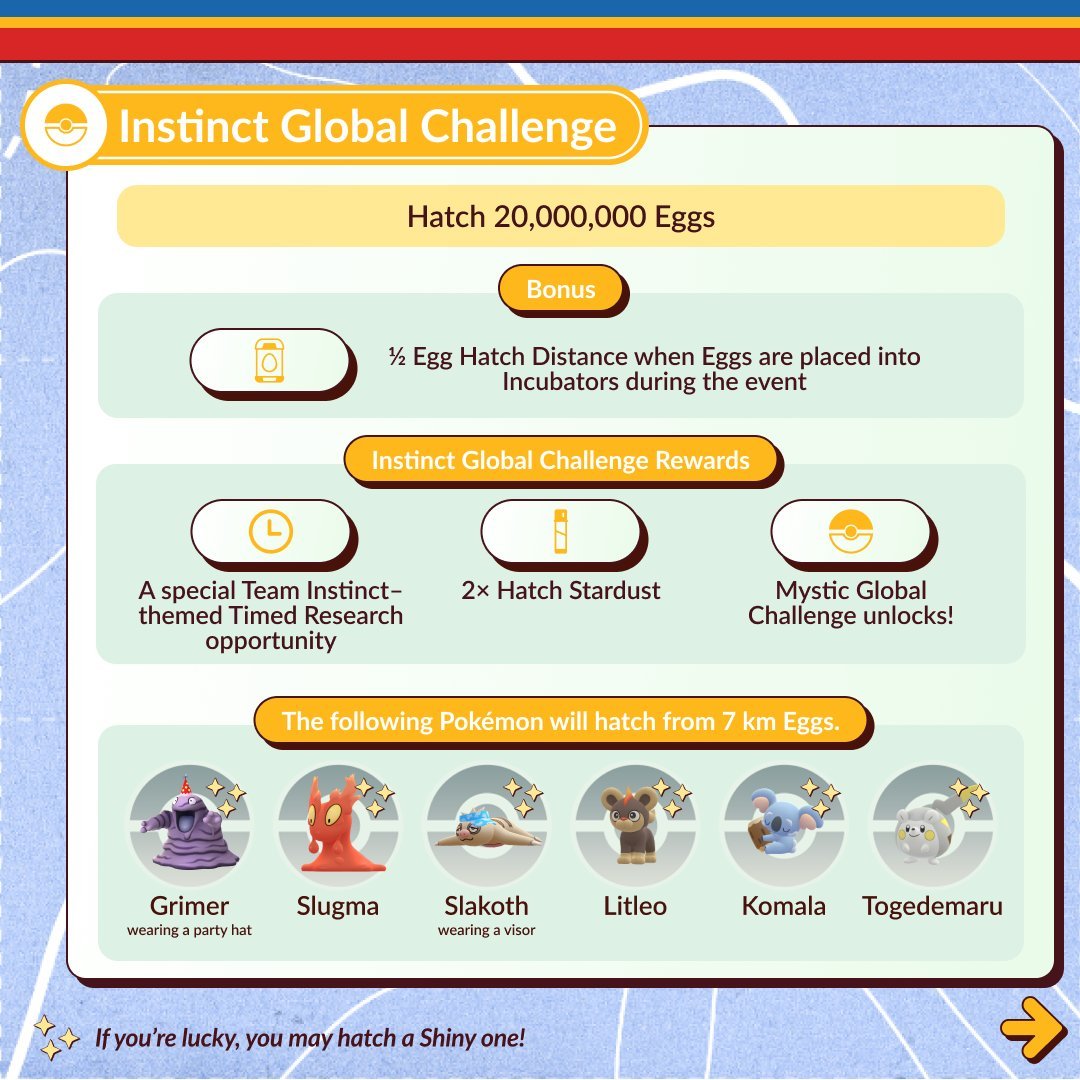 Instinct Global Challenge
Hatch 20,000,000 Eggs
Bonus
½ Egg Hatch Distance when Eggs are placed into
Incubators during the event
Instinct Global Challenge Rewards
A special Team Instinct–
themed Timed Research
opportunity
2× Hatch Stardust
Mystic Global
Challenge unlocks!
The following Pokémon will hatch from 7 km Eggs.
Grimer
wearing a party hat
Slugma
Slakoth
wearing a visor
Litleo
Komala
Togedemaru
If you're lucky, you may hatch a Shiny one!